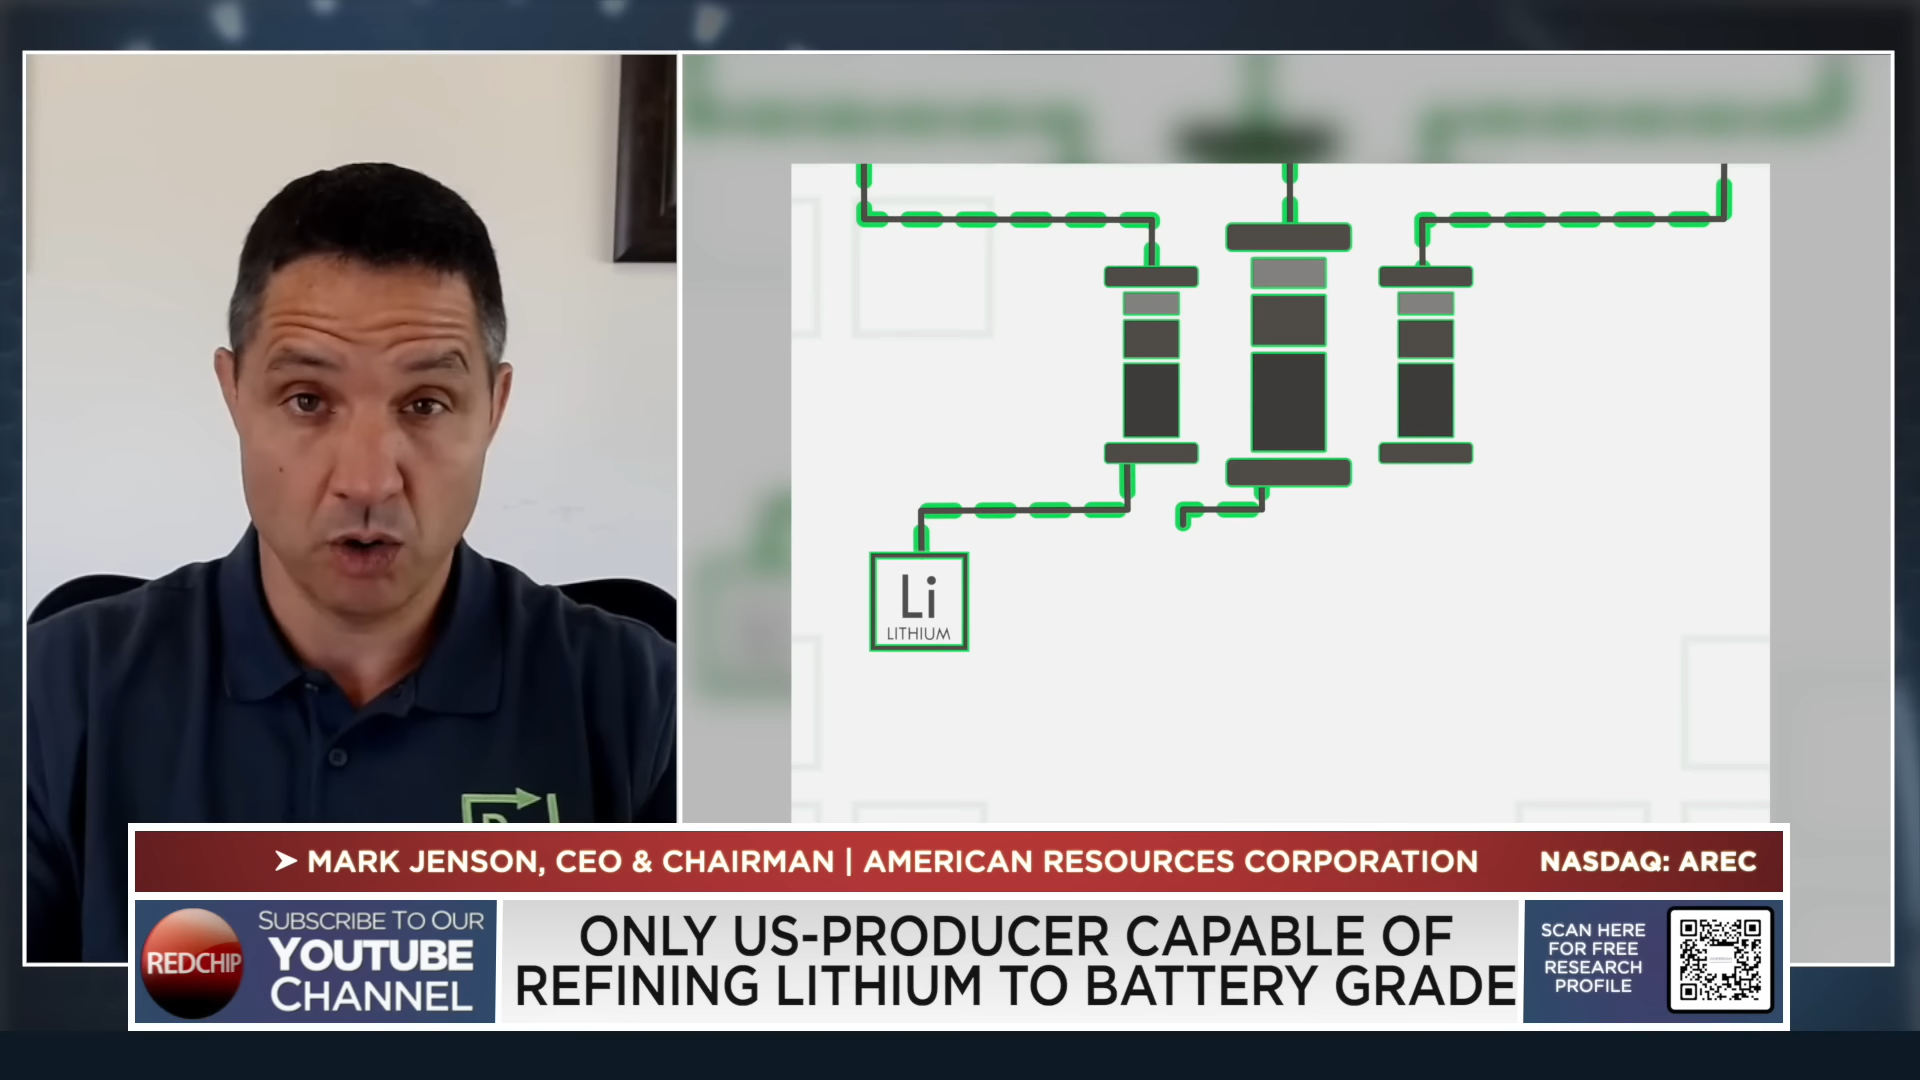 Li
LITHIUM
➤ MARK JENSON, CEO & CHAIRMAN | AMERICAN RESOURCES CORPORATION
NASDAQ: AREC
REDCHIP
SUBSCRIBE TO OUR
YOUTUBE
CHANNEL
ONLY US-PRODUCER CAPABLE OF
REFINING LITHIUM TO BATTERY GRADE
SCAN HERE
FOR FREE
RESEARCH
PROFILE